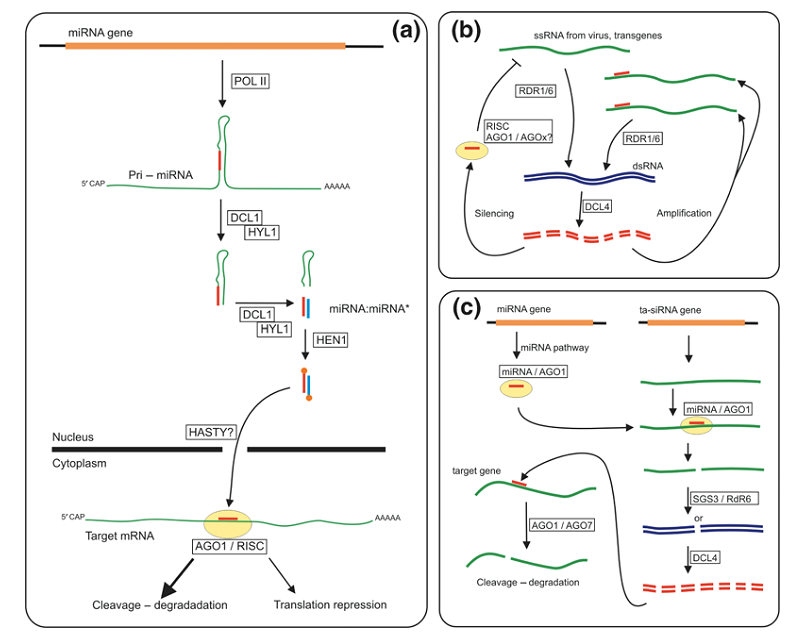 (a)
miRNA gene
POL II
Pri – miRNA
5' CAP
AAAAA
DCL1
HYL1
miRNA:miRNA*
DCL1
HYL1
HEN1
HASTY?
Nucleus
Cytoplasm
5' CAP
AAAAA
Target mRNA
AGO1 / RISC
Cleavage – degradadation
Translation repression
(b)
ssRNA from virus, transgenes
RDR1/6
RISC
AGO1 / AGOx?
RDR1/6
dsRNA
DCL4
Silencing
Amplification
(c)
miRNA gene
ta-siRNA gene
miRNA pathway
miRNA / AGO1
miRNA / AGO1
target gene
SGS3 / RdR6
or
AGO1 / AGO7
DCL4
Cleavage – degradation